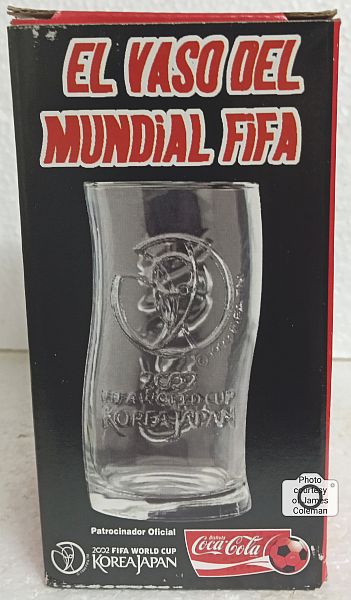 EL VASO DEL
MUNDIAL FIFA
2002
FIFA WORLD CUP
KOREA JAPAN
Patrocinador Oficial
2002 FIFA WORLD CUP
KOREA JAPAN
Coca-Cola
Photo
courtesy
of James
Coleman